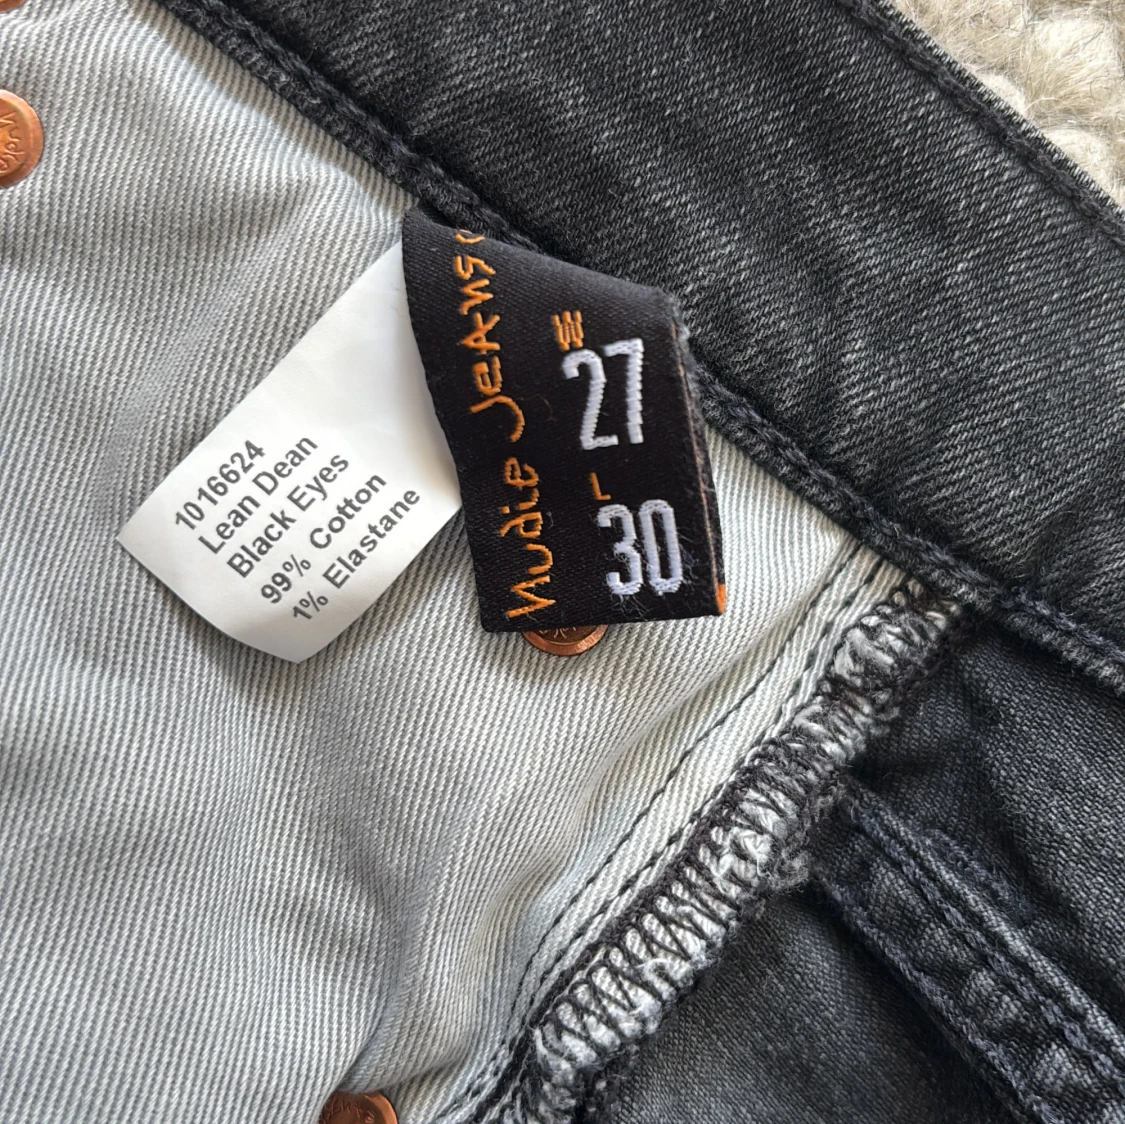 1016624
Lean Dean
Black Eyes
99% Cotton
1% Elastane
Nudie Jeans
W
27
L
30